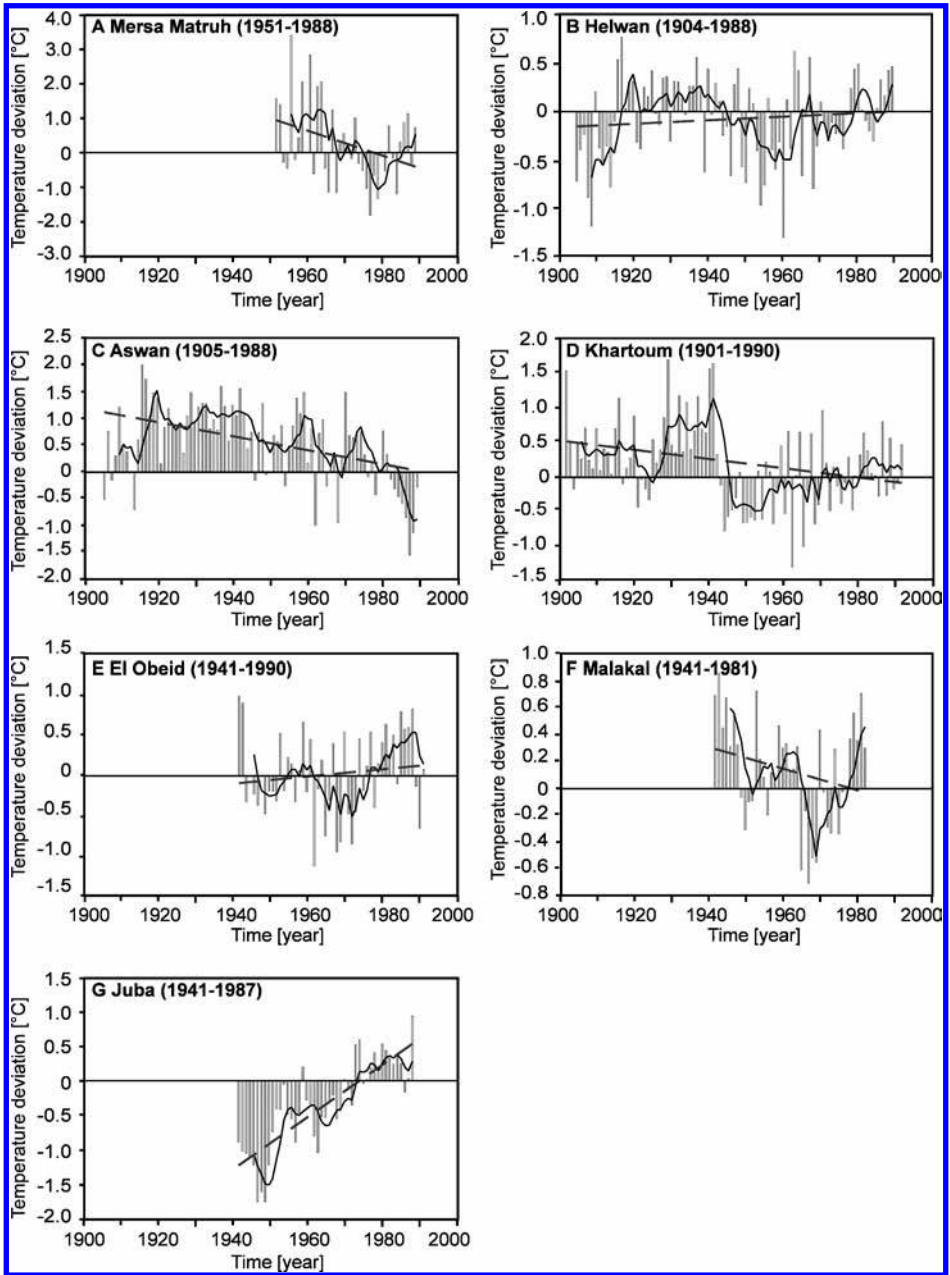 A Mersa Matruh (1951-1988)
Temperature deviation [°C]
4.0
3.0
2.0
1.0
0
-1.0
-2.0
-3.0
1900 1920 1940 1960 1980 2000
Time [year]
B Helwan (1904-1988)
Temperature deviation [°C]
1.0
0.5
0
-0.5
-1.0
-1.5
1900 1920 1940 1960 1980 2000
Time [year]
C Aswan (1905-1988)
Temperature deviation [°C]
2.5
2.0
1.5
1.0
0.5
0
-0.5
-1.0
-1.5
-2.0
1900 1920 1940 1960 1980 2000
Time [year]
D Khartoum (1901-1990)
Temperature deviation [°C]
2.0
1.5
1.0
0.5
0
-0.5
-1.0
-1.5
1900 1920 1940 1960 1980 2000
Time [year]
E El Obeid (1941-1990)
Temperature deviation [°C]
1.5
1.0
0.5
0
-0.5
-1.0
-1.5
1900 1920 1940 1960 1980 2000
Time [year]
F Malakal (1941-1981)
Temperature deviation [°C]
1.0
0.8
0.6
0.4
0.2
0
-0.2
-0.4
-0.6
-0.8
1900 1920 1940 1960 1980 2000
Time [year]
G Juba (1941-1987)
Temperature deviation [°C]
1.5
1.0
0.5
0
-0.5
-1.0
-1.5
-2.0
1900 1920 1940 1960 1980 2000
Time [year]